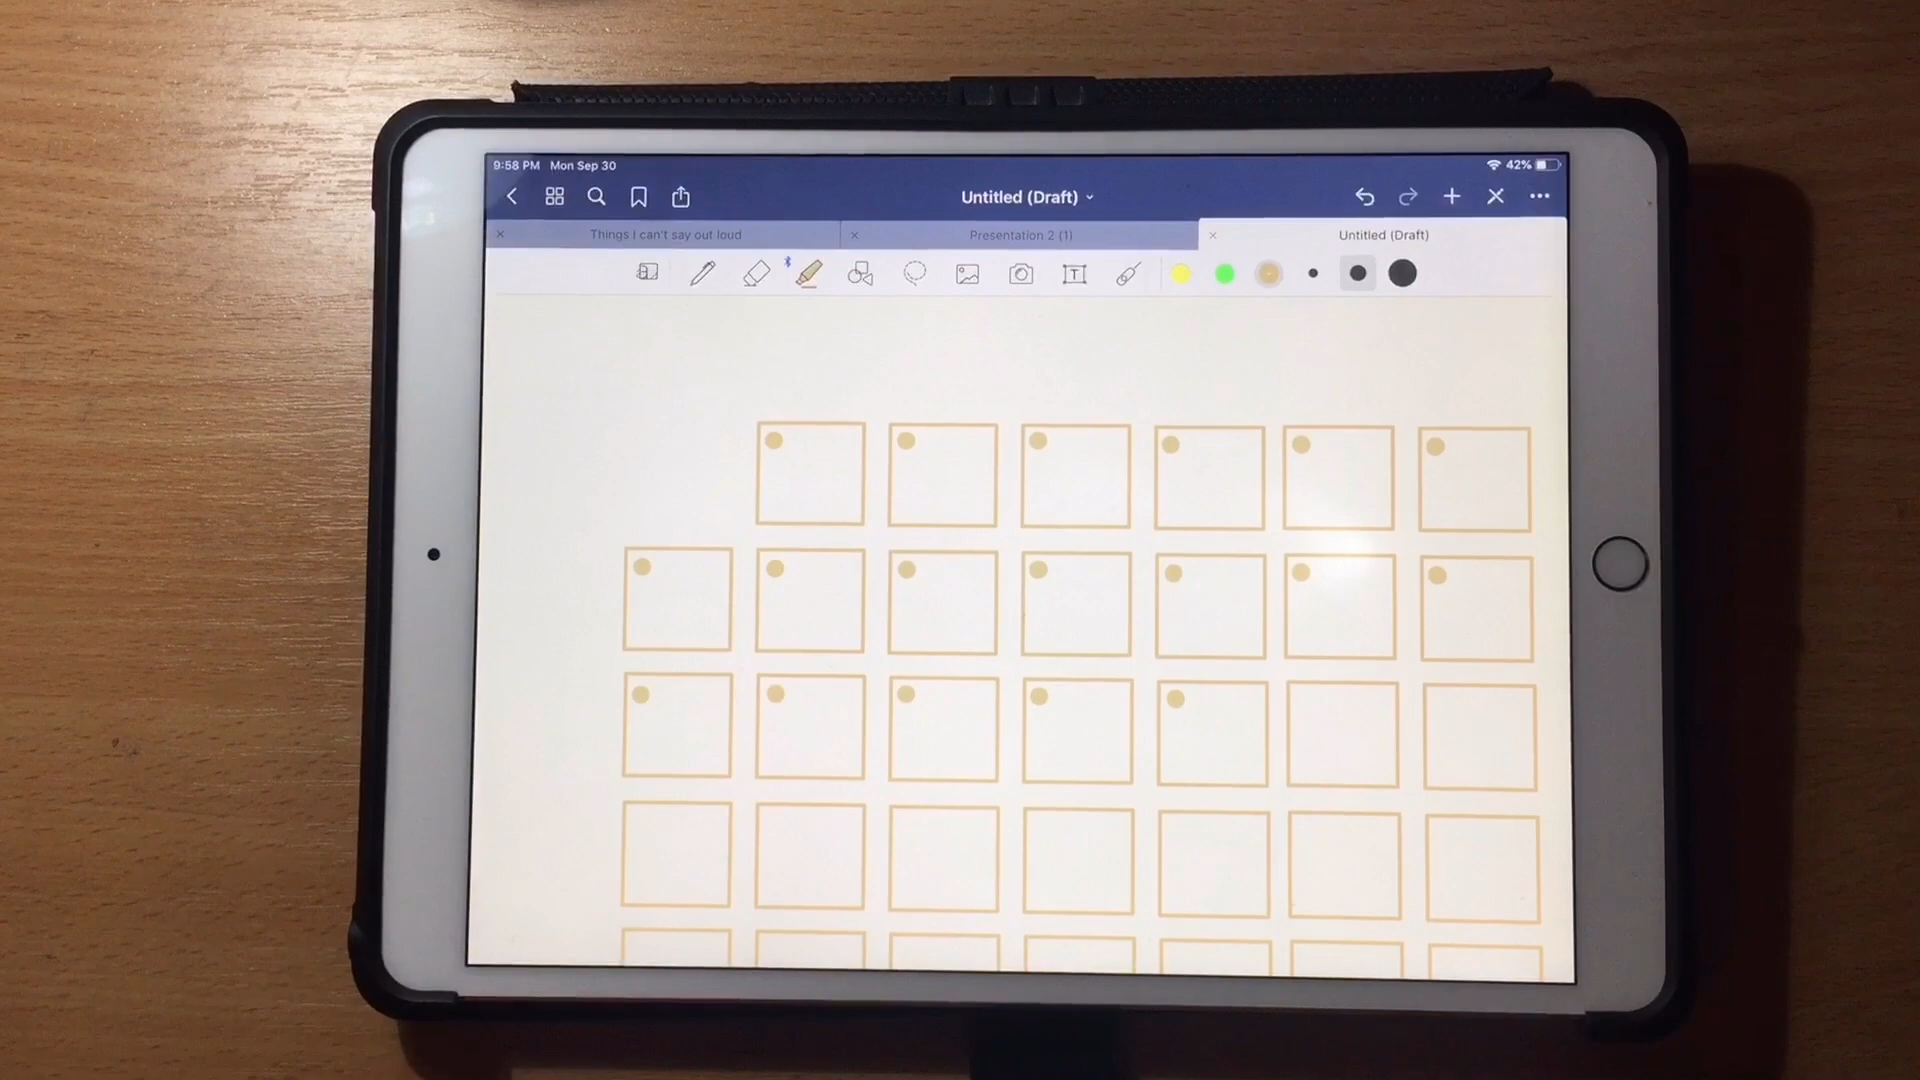 9:58 PM Mon Sep 30
42%
Untitled (Draft)
Things I can't say out loud
Presentation 2 (1)
Untitled (Draft)
T